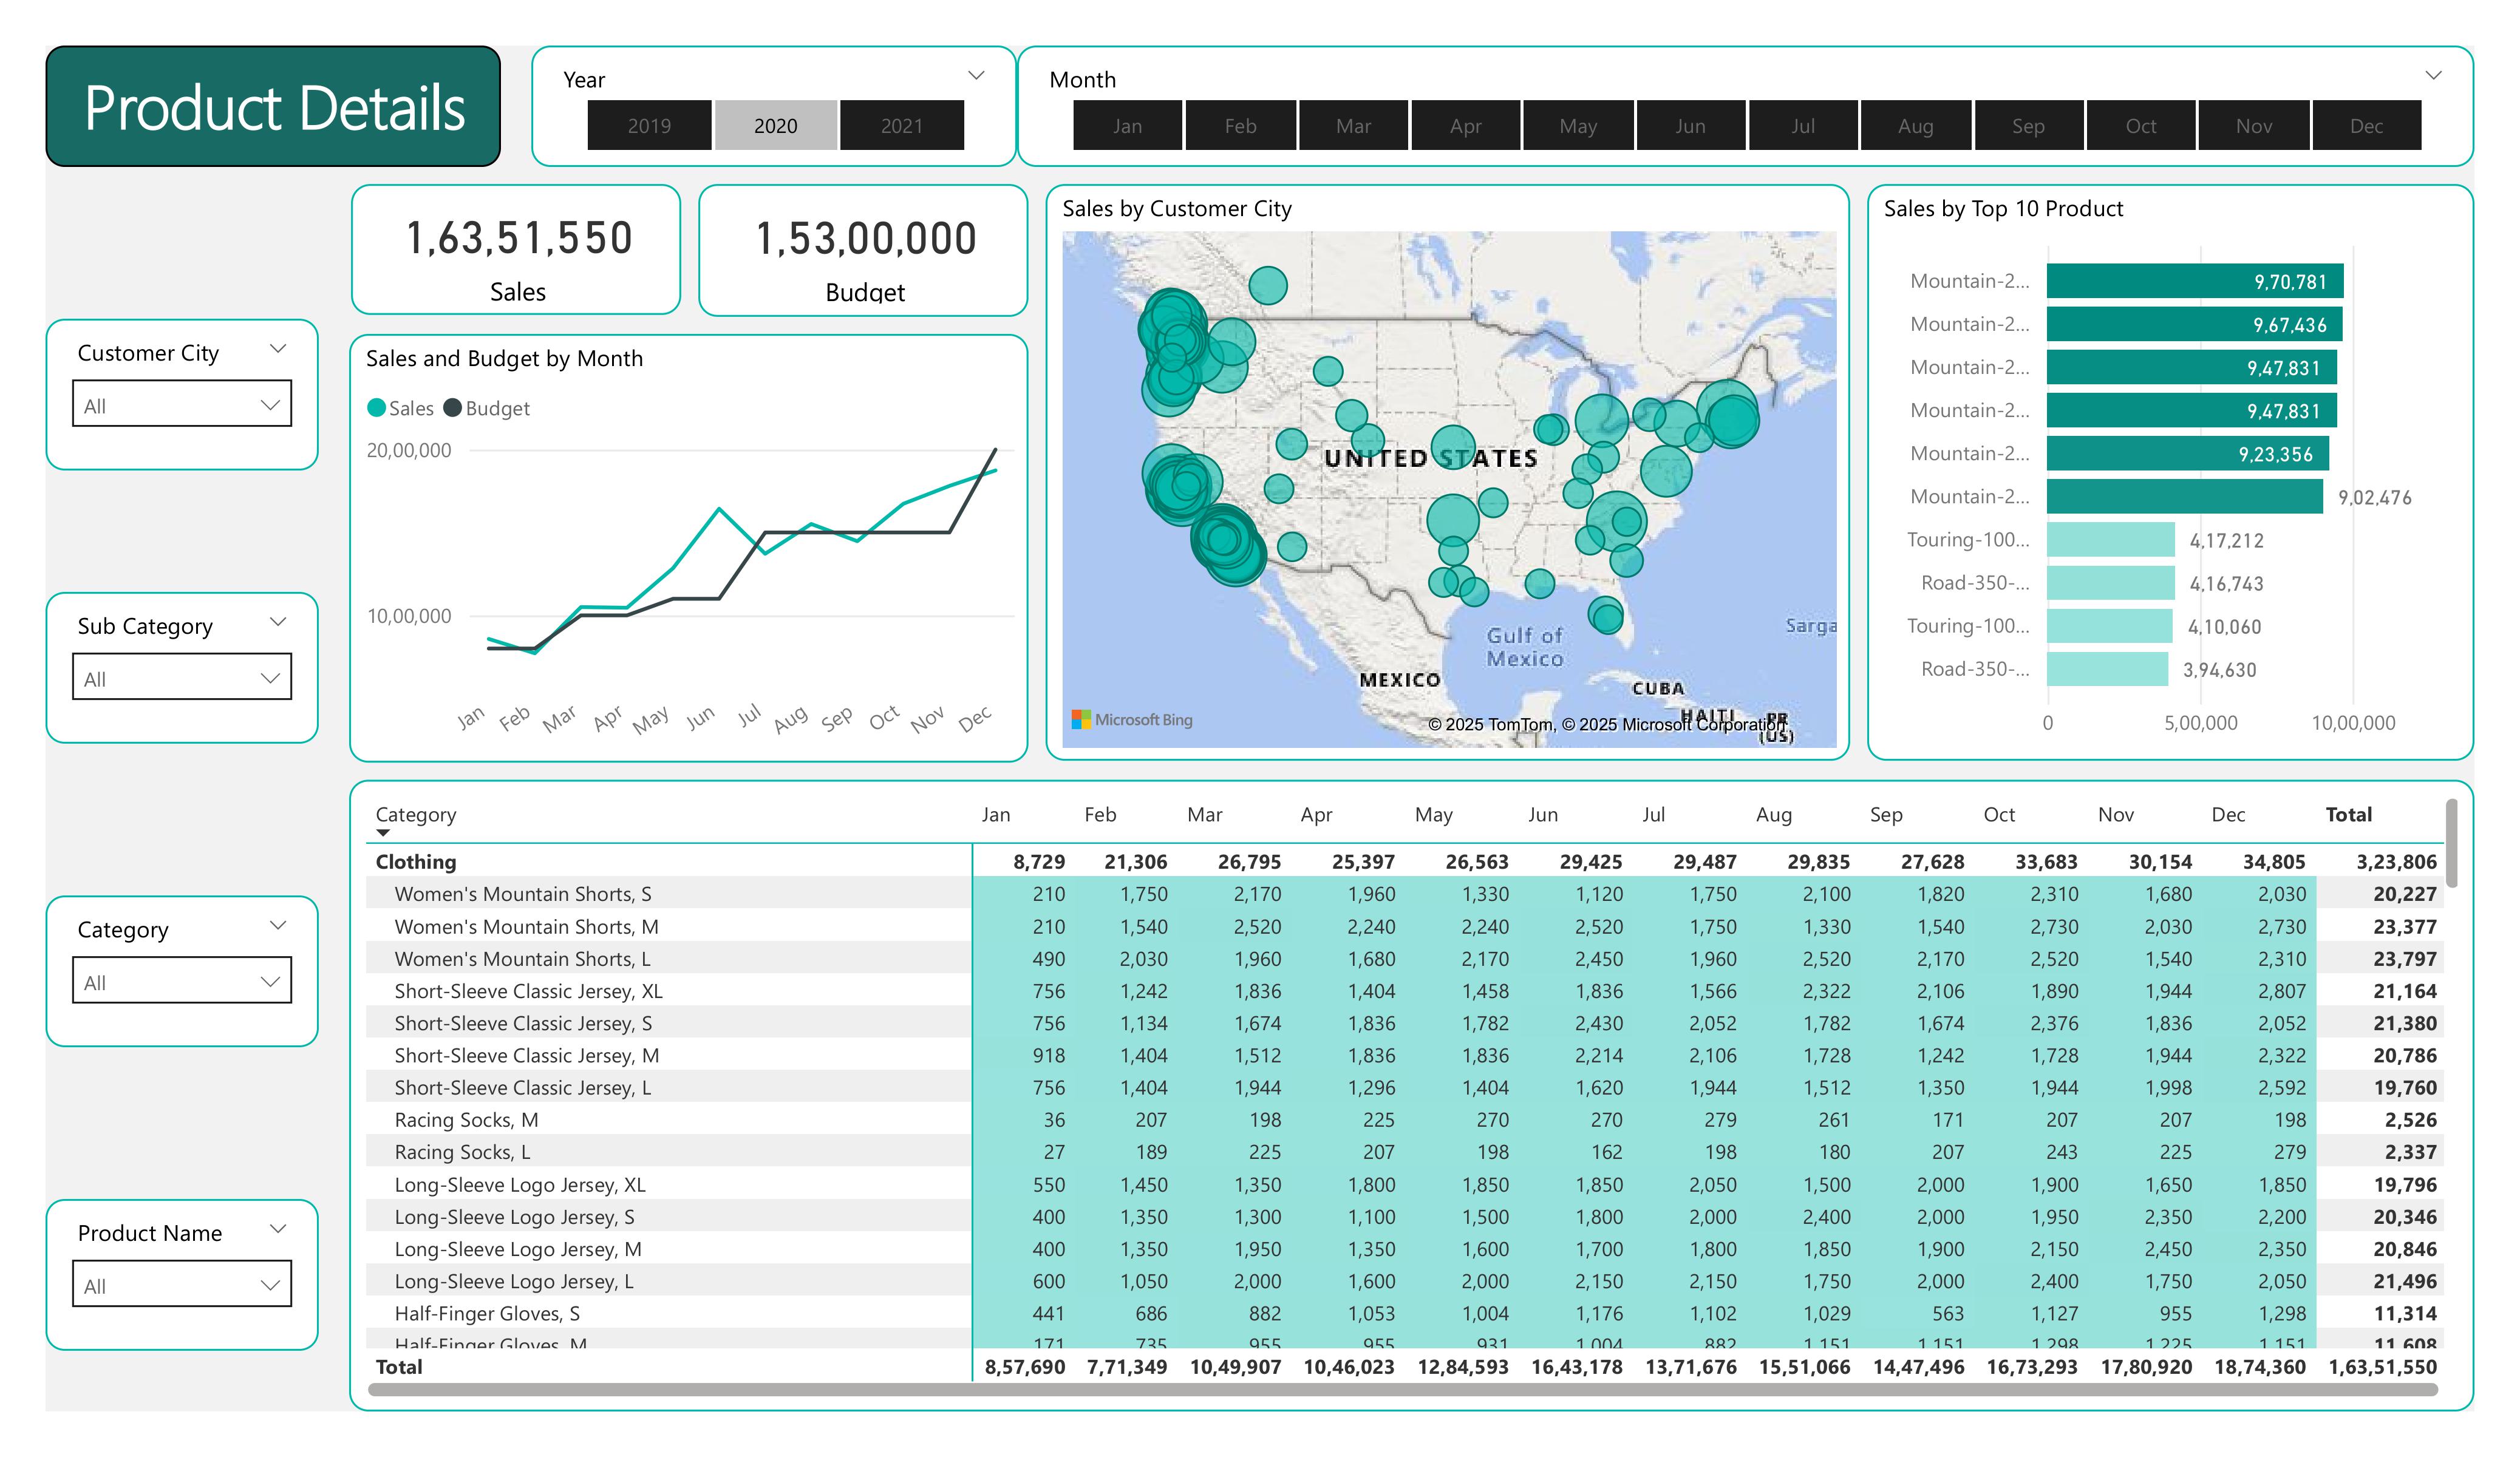 Product Details
Year
2019 2020 2021
Month
Jan Feb Mar Apr May Jun Jul Aug Sep Oct Nov Dec
1,63,51,550
Sales
1,53,00,000
Budget
Customer City
All
Sub Category
All
Category
All
Product Name
All
Sales and Budget by Month
Sales Budget
20,00,000
10,00,000
Jan Feb Mar Apr May Jun Jul Aug Sep Oct Nov Dec
Sales by Customer City
UNITED STATES
Gulf of
Mexico
Sarga
MEXICO
CUBA
HAITI PR
(US)
Microsoft Bing
© 2025 TomTom, © 2025 Microsoft Corporation
Sales by Top 10 Product
Mountain-2... 9,70,781
Mountain-2... 9,67,436
Mountain-2... 9,47,831
Mountain-2... 9,47,831
Mountain-2... 9,23,356
Mountain-2... 9,02,476
Touring-100... 4,17,212
Road-350-... 4,16,743
Touring-100... 4,10,060
Road-350-... 3,94,630
0 5,00,000 10,00,000
Category Jan Feb Mar Apr May Jun Jul Aug Sep Oct Nov Dec Total
Clothing 8,729 21,306 26,795 25,397 26,563 29,425 29,487 29,835 27,628 33,683 30,154 34,805 3,23,806
Women's Mountain Shorts, S 210 1,750 2,170 1,960 1,330 1,120 1,750 2,100 1,820 2,310 1,680 2,030 20,227
Women's Mountain Shorts, M 210 1,540 2,520 2,240 2,240 2,520 1,750 1,330 1,540 2,730 2,030 2,730 23,377
Women's Mountain Shorts, L 490 2,030 1,960 1,680 2,170 2,450 1,960 2,520 2,170 2,520 1,540 2,310 23,797
Short-Sleeve Classic Jersey, XL 756 1,242 1,836 1,404 1,458 1,836 1,566 2,322 2,106 1,890 1,944 2,807 21,164
Short-Sleeve Classic Jersey, S 756 1,134 1,674 1,836 1,782 2,430 2,052 1,782 1,674 2,376 1,836 2,052 21,380
Short-Sleeve Classic Jersey, M 918 1,404 1,512 1,836 1,836 2,214 2,106 1,728 1,242 1,728 1,944 2,322 20,786
Short-Sleeve Classic Jersey, L 756 1,404 1,944 1,296 1,404 1,620 1,944 1,512 1,350 1,944 1,998 2,592 19,760
Racing Socks, M 36 207 198 225 270 270 279 261 171 207 207 198 2,526
Racing Socks, L 27 189 225 207 198 162 198 180 207 243 225 279 2,337
Long-Sleeve Logo Jersey, XL 550 1,450 1,350 1,800 1,850 1,850 2,050 1,500 2,000 1,900 1,650 1,850 19,796
Long-Sleeve Logo Jersey, S 400 1,350 1,300 1,100 1,500 1,800 2,000 2,400 2,000 1,950 2,350 2,200 20,346
Long-Sleeve Logo Jersey, M 400 1,350 1,950 1,350 1,600 1,700 1,800 1,850 1,900 2,150 2,450 2,350 20,846
Long-Sleeve Logo Jersey, L 600 1,050 2,000 1,600 2,000 2,150 2,150 1,750 2,000 2,400 1,750 2,050 21,496
Half-Finger Gloves, S 441 686 882 1,053 1,004 1,176 1,102 1,029 563 1,127 955 1,298 11,314
Half-Finger Gloves, M 171 735 955 955 931 1,004 882 1,151 1,151 1,298 1,225 1,151 11,608
Total 8,57,690 7,71,349 10,49,907 10,46,023 12,84,593 16,43,178 13,71,676 15,51,066 14,47,496 16,73,293 17,80,920 18,74,360 1,63,51,550